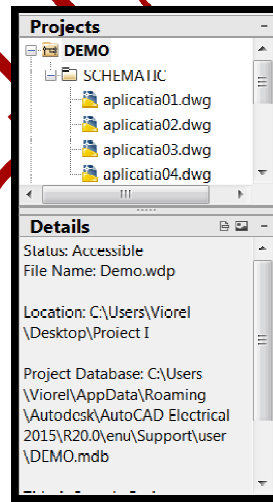 Projects
DEMO
SCHEMATIC
aplicatia01.dwg
aplicatia02.dwg
aplicatia03.dwg
aplicatia04.dwg
Details
Status: Accessible
File Name: Demo.wdp
Location: C:\Users\Viorel
\Desktop\Proiect I
Project Database: C:\Users
\Viorel\AppData\Roaming
\Autodesk\AutoCAD Electrical
2015\R20.0\enu\Support\user
\DEMO.mdb